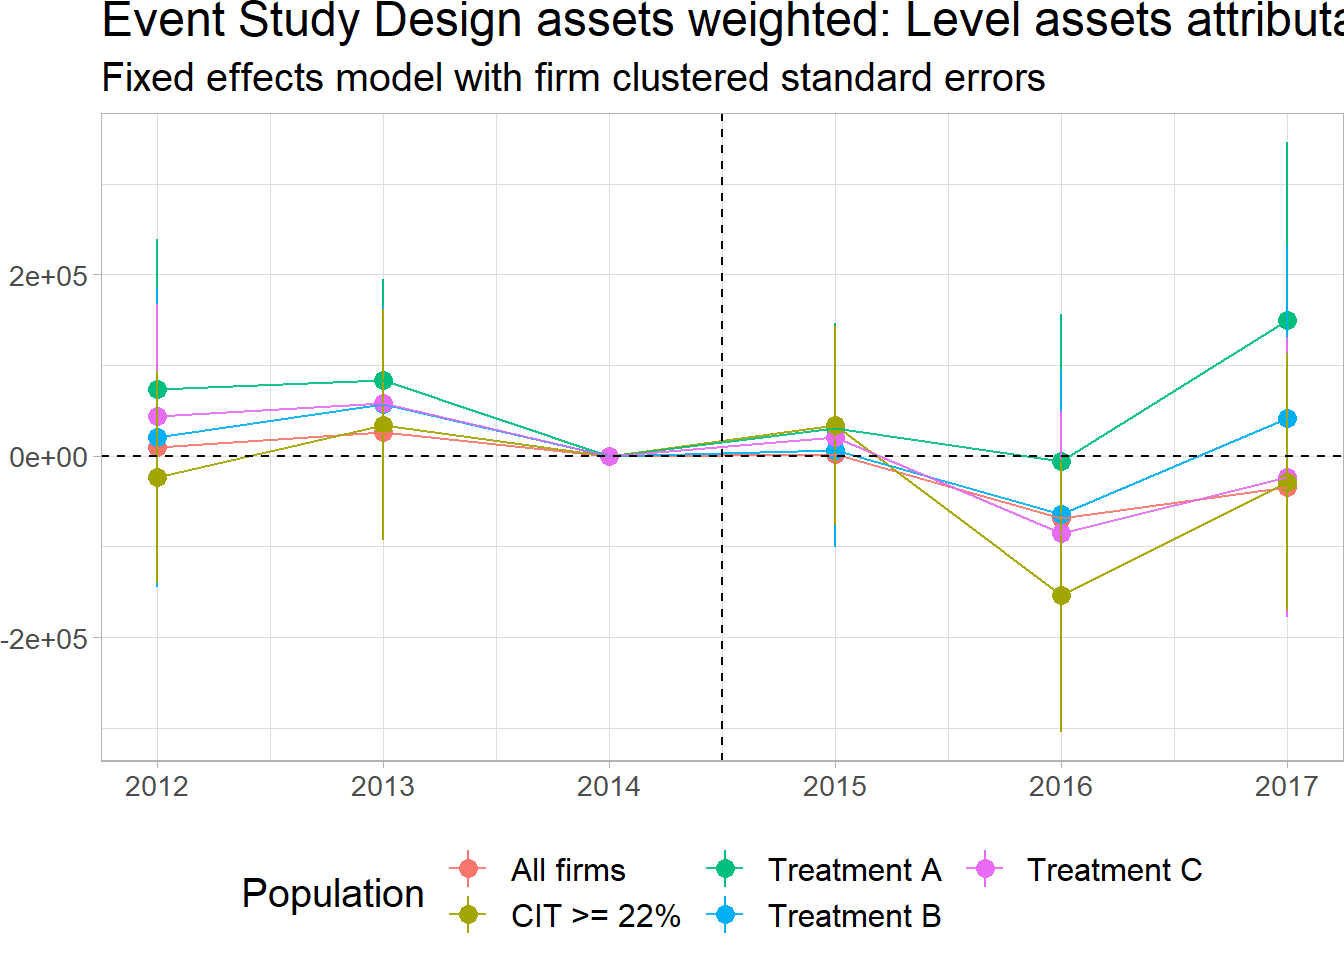 Event Study Design assets weighted: Level assets
Fixed effects model with firm clustered standard errors
2e+05
0e+00
-2e+05
2012 2013 2014 2015 2016 2017
Population
All firms Treatment A Treatment C
CIT >= 22% Treatment B